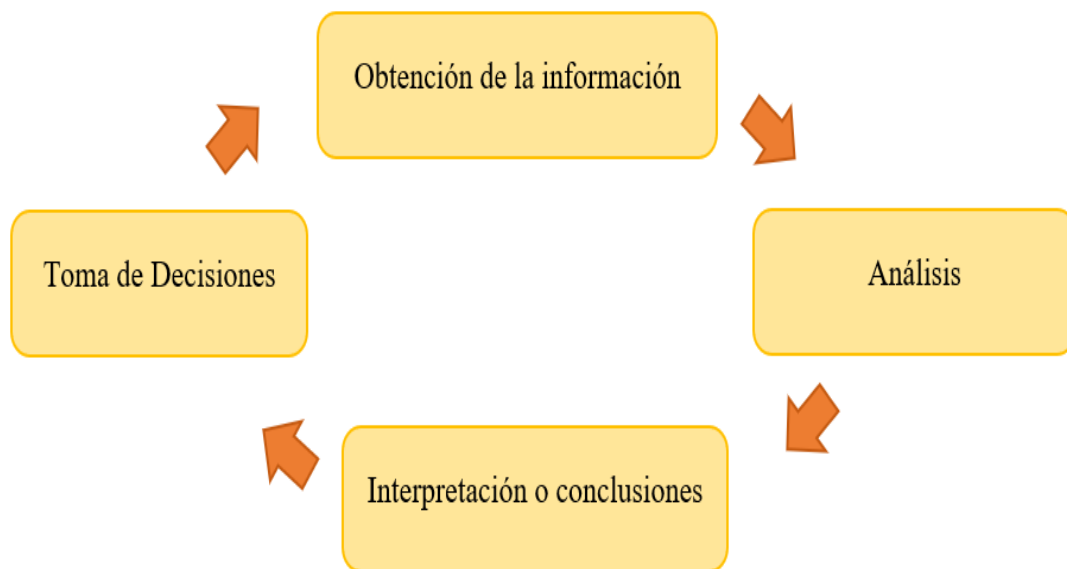 Obtención de la información
Análisis
Interpretación o conclusiones
Toma de Decisiones